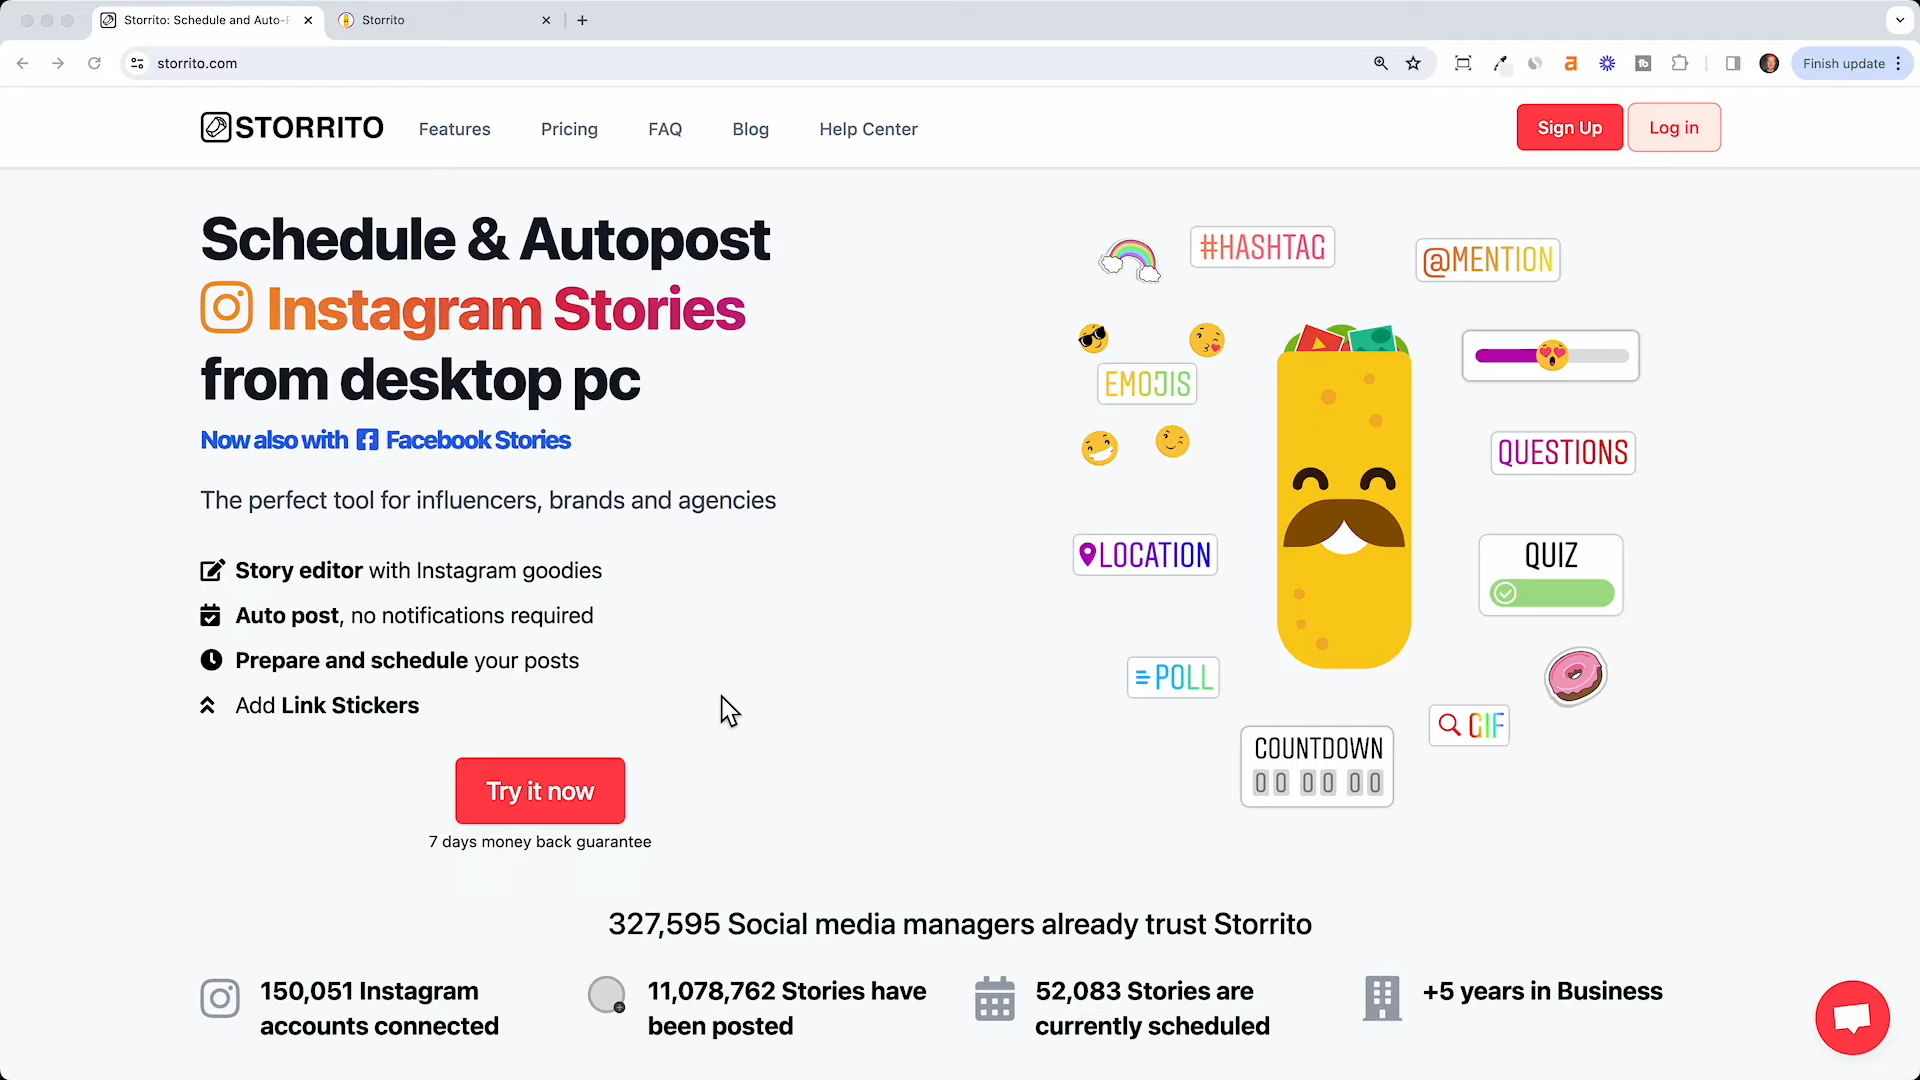 Storrito: Schedule and Auto-P
Storrito
storrito.com
Finish update
STORRITO
Features
Pricing
FAQ
Blog
Help Center
Sign Up
Log in
Schedule & Autopost
Instagram Stories
from desktop pc
Now also with Facebook Stories
The perfect tool for influencers, brands and agencies
Story editor with Instagram goodies
Auto post, no notifications required
Prepare and schedule your posts
Add Link Stickers
Try it now
7 days money back guarantee
#HASHTAG
@MENTION
EMOJIS
QUESTIONS
LOCATION
QUIZ
POLL
GIF
COUNTDOWN
00 00 00
327,595 Social media managers already trust Storrito
150,051 Instagram
accounts connected
11,078,762 Stories have
been posted
52,083 Stories are
currently scheduled
+5 years in Business